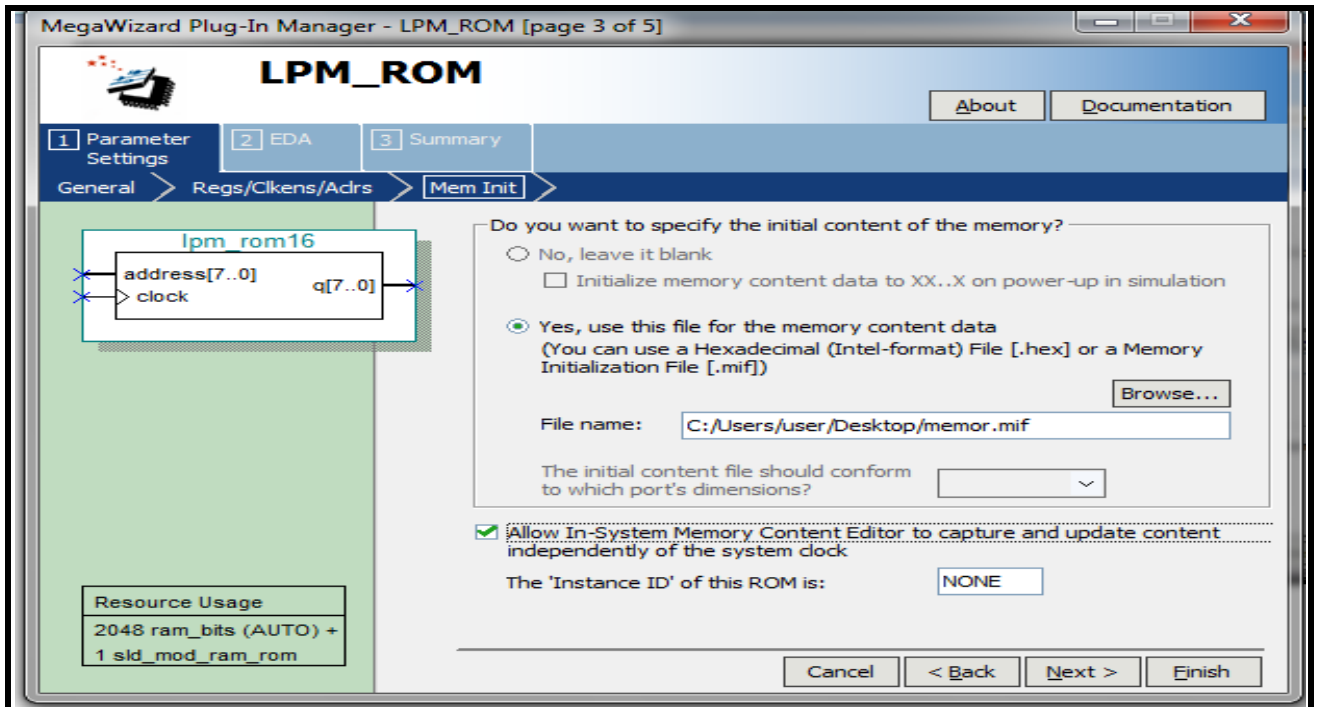 MegaWizard Plug-In Manager - LPM_ROM [page 3 of 5]
LPM_ROM
About
Documentation
1 Parameter Settings
2 EDA
3 Summary
General
Regs/Clkens/Aclrs
Mem Init
lpm_rom16
address[7..0]
clock
q[7..0]
Resource Usage
2048 ram_bits (AUTO) +
1 sld_mod_ram_rom
Do you want to specify the initial content of the memory?
No, leave it blank
Initialize memory content data to XX..X on power-up in simulation
Yes, use this file for the memory content data
(You can use a Hexadecimal (Intel-format) File [.hex] or a Memory
Initialization File [.mif])
Browse...
File name:
C:/Users/user/Desktop/memor.mif
The initial content file should conform
to which port's dimensions?
Allow In-System Memory Content Editor to capture and update content
independently of the system clock
The 'Instance ID' of this ROM is:
NONE
Cancel
< Back
Next >
Finish